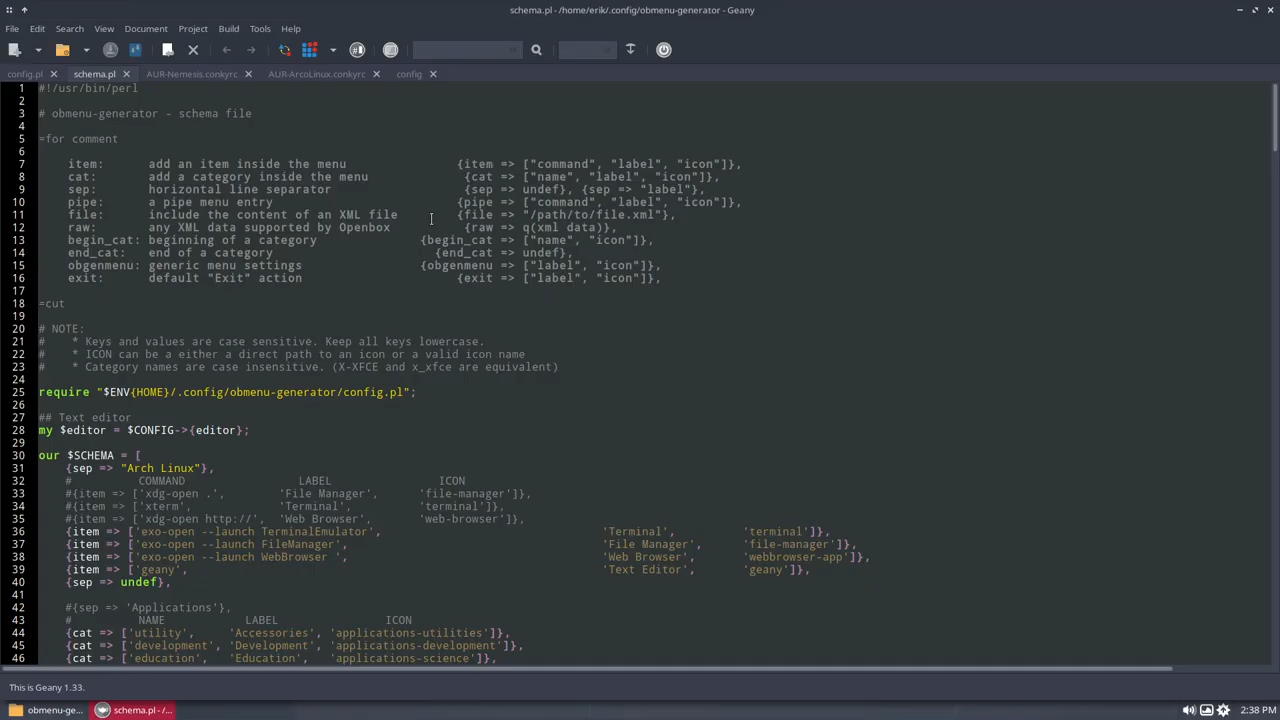 schema.pl - /home/erik/.config/obmenu-generator - Geany
File Edit Search View Document Project Build Tools Help
config.pl schema.pl AUR-Nemesis.conkyrc AUR-ArcoLinux.conkyrc config
1 #!/usr/bin/perl
2
3 # obmenu-generator - schema file
4
5 =for comment
6
7 item: add an item inside the menu {item => ["command", "label", "icon"]},
8 cat: add a category inside the menu {cat => ["name", "label", "icon"]},
9 sep: horizontal line separator {sep => undef}, {sep => "label"},
10 pipe: a pipe menu entry {pipe => ["command", "label", "icon"]},
11 file: include the content of an XML file {file => "/path/to/file.xml"},
12 raw: any XML data supported by Openbox {raw => q(xml data)},
13 begin_cat: beginning of a category {begin_cat => ["name", "icon"]},
14 end_cat: end of a category {end_cat => undef},
15 obgenmenu: generic menu settings {obgenmenu => ["label", "icon"]},
16 exit: default "Exit" action {exit => ["label", "icon"]},
17
18 =cut
19
20 # NOTE:
21 # * Keys and values are case sensitive. Keep all keys lowercase.
22 # * ICON can be a either a direct path to an icon or a valid icon name
23 # * Category names are case insensitive. (X-XFCE and x_xfce are equivalent)
24
25 require "$ENV{HOME}/.config/obmenu-generator/config.pl";
26
27 ## Text editor
28 my $editor = $CONFIG->{editor};
29
30 our $SCHEMA = [
31 {sep => "Arch Linux"},
32 # COMMAND LABEL ICON
33 #{item => ['xdg-open .', 'File Manager', 'file-manager']},
34 #{item => ['xterm', 'Terminal', 'terminal']},
35 #{item => ['xdg-open http://', 'Web Browser', 'web-browser']},
36 {item => ['exo-open --launch TerminalEmulator', 'Terminal', 'terminal']},
37 {item => ['exo-open --launch FileManager', 'File Manager', 'file-manager']},
38 {item => ['exo-open --launch WebBrowser ', 'Web Browser', 'webbrowser-app']},
39 {item => ['geany', 'Text Editor', 'geany']},
40 {sep => undef},
41
42 #{sep => 'Applications'},
43 # NAME LABEL ICON
44 {cat => ['utility', 'Accessories', 'applications-utilities']},
45 {cat => ['development', 'Development', 'applications-development']},
46 {cat => ['education', 'Education', 'applications-science']},
This is Geany 1.33.
obmenu-ge... schema.pl - /... 2:38 PM